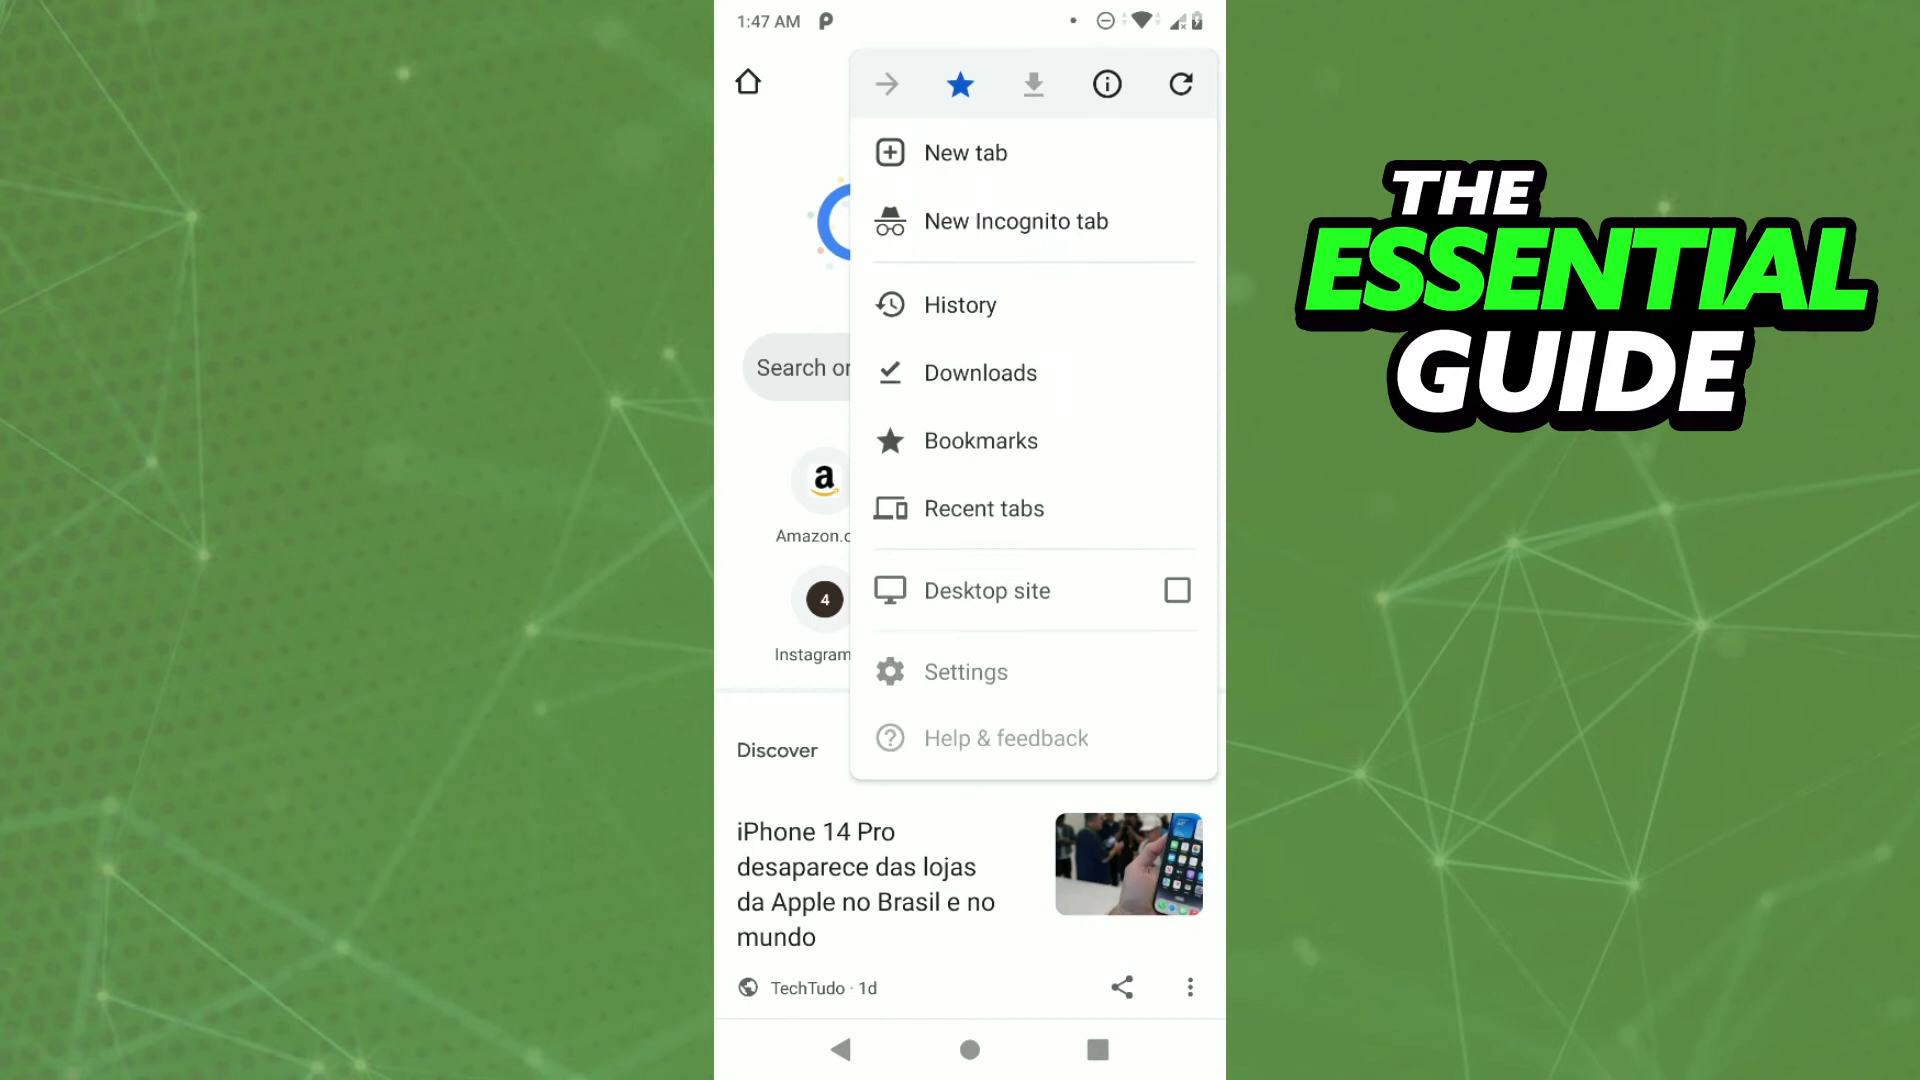 1:47 AM
New tab
New Incognito tab
History
Search or
Downloads
Bookmarks
a
Recent tabs
Amazon.c
Desktop site
4
Instagram
Settings
Help & feedback
Discover
iPhone 14 Pro
desaparece das lojas
da Apple no Brasil e no
mundo
TechTudo · 1d
THE
ESSENTIAL
GUIDE